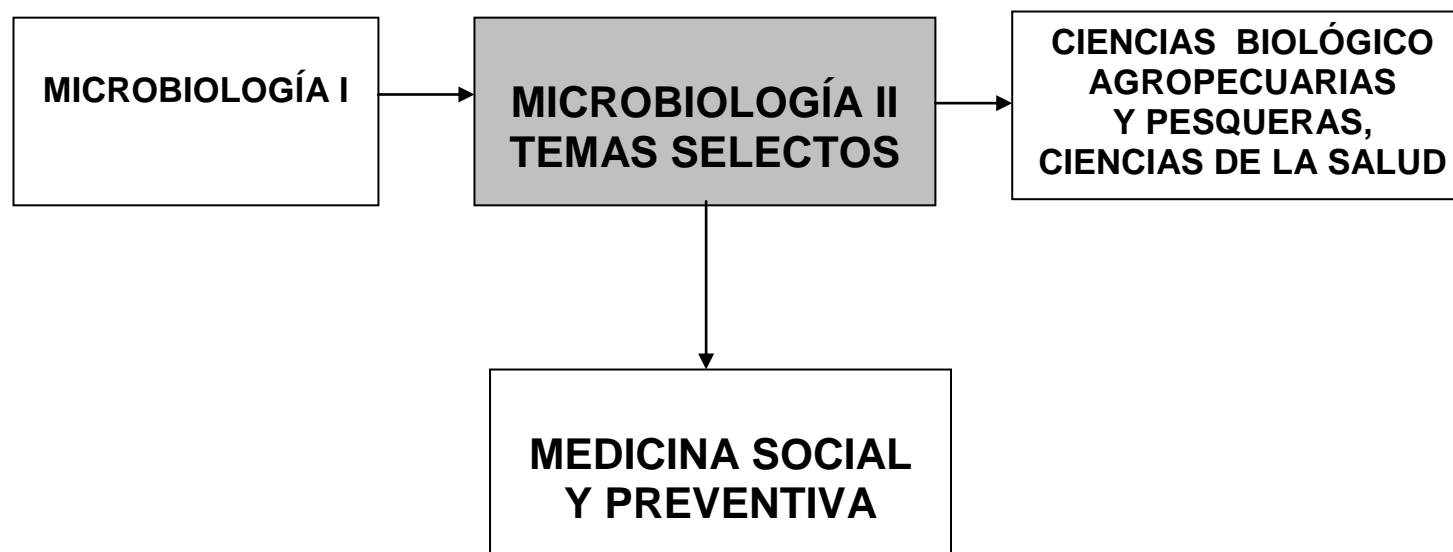 MICROBIOLOGÍA I
MICROBIOLOGÍA II
TEMAS SELECTOS
CIENCIAS BIOLÓGICO
AGROPECUARIAS
Y PESQUERAS,
CIENCIAS DE LA SALUD
MEDICINA SOCIAL
Y PREVENTIVA